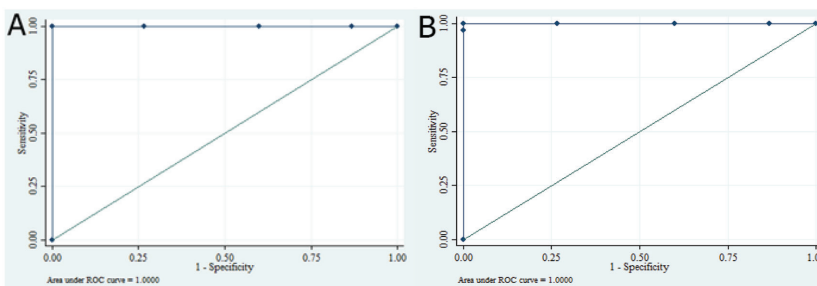 A
Sensitivity
1.00
0.75
0.50
0.25
0.00
0.00 0.25 0.50 0.75 1.00
1 - Specificity
Area under ROC curve = 1.0000
B
Sensitivity
1.00
0.75
0.50
0.25
0.00
0.00 0.25 0.50 0.75 1.00
1 - Specificity
Area under ROC curve = 1.0000